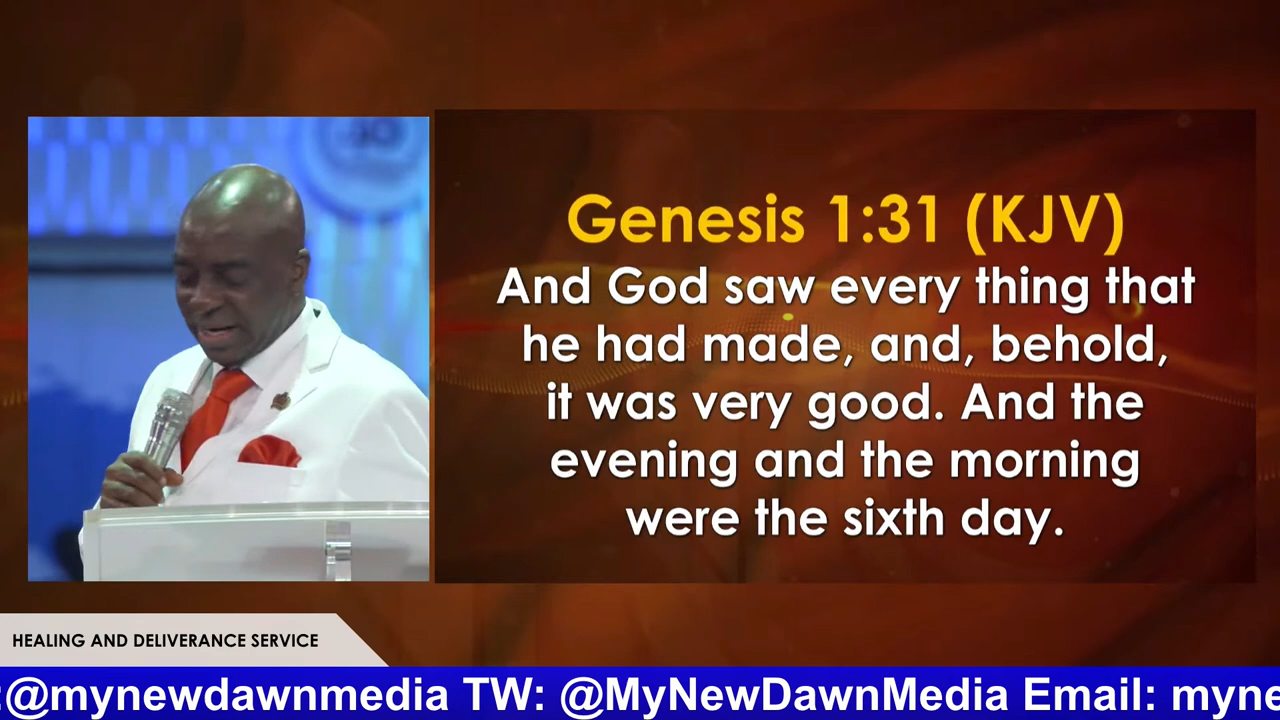 Genesis 1:31 (KJV)
And God saw every thing that
he had made, and, behold,
it was very good. And the
evening and the morning
were the sixth day.
HEALING AND DELIVERANCE SERVICE
:@mynewdawnmedia TW: @MyNewDawnMedia Email: myne